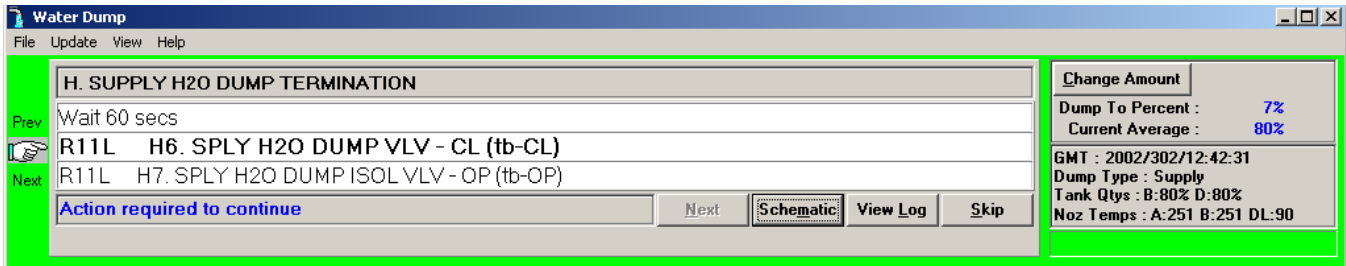 Water Dump
File Update View Help
H. SUPPLY H2O DUMP TERMINATION
Prev
Wait 60 secs
R11L H6. SPLY H2O DUMP VLV - CL (tb-CL)
Next
R11L H7. SPLY H2O DUMP ISOL VLV - OP (tb-OP)
Action required to continue
Next
Schematic
View Log
Skip
Change Amount
Dump To Percent : 7%
Current Average : 80%
GMT : 2002/302/12:42:31
Dump Type : Supply
Tank Qtys : B:80% D:80%
Noz Temps : A:251 B:251 DL:90